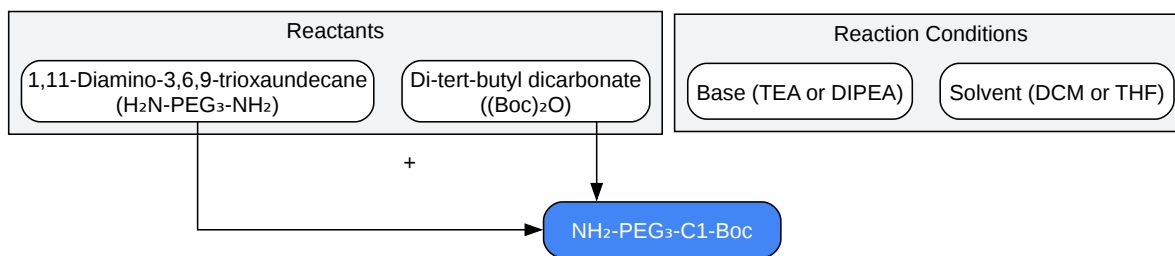 Reactants
1,11-Diamino-3,6,9-trioxaundecane
(H₂N-PEG₃-NH₂)
Di-tert-butyl dicarbonate
((Boc)₂O)
Reaction Conditions
Base (TEA or DIPEA)
Solvent (DCM or THF)
+
NH₂-PEG₃-C1-Boc